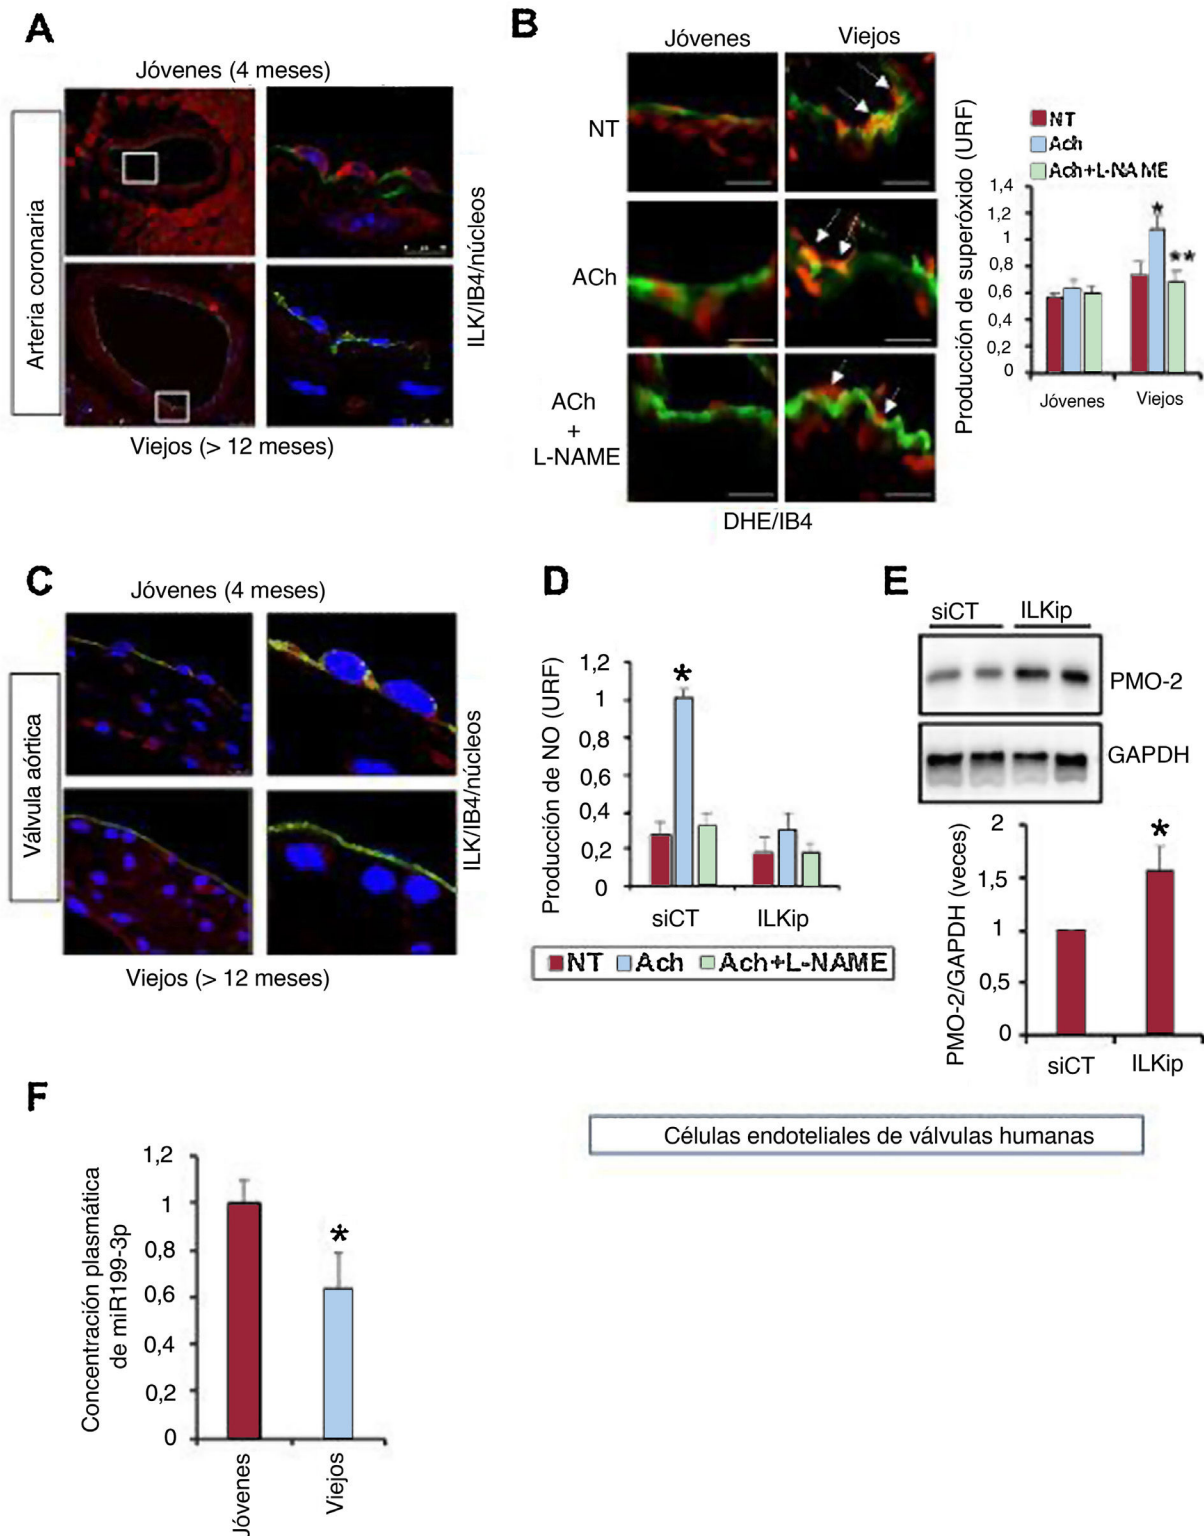 A
Jóvenes (4 meses)
Arteria coronaria
ILK/IB4/núcleos
Viejos (> 12 meses)
B
Jóvenes
Viejos
NT
ACh
ACh
+
L-NAME
DHE/IB4
NT
Ach
Ach+L-NAME
Producción de superóxido (URF)
1,4
1,2
1
0,8
0,6
0,4
0,2
0
*
**
Jóvenes
Viejos
C
Jóvenes (4 meses)
Válvula aórtica
ILK/IB4/núcleos
Viejos (> 12 meses)
D
Producción de NO (URF)
1,2
1
0,8
0,6
0,4
0,2
0
*
siCT
ILKip
NT
Ach
Ach+L-NAME
E
siCT
ILKip
PMO-2
GAPDH
PMO-2/GAPDH (veces)
2
1,5
1
0,5
0
*
siCT
ILKip
Células endoteliales de válvulas humanas
F
Concentración plasmática
de miR199-3p
1,2
1
0,8
0,6
0,4
0,2
0
*
Jóvenes
Viejos